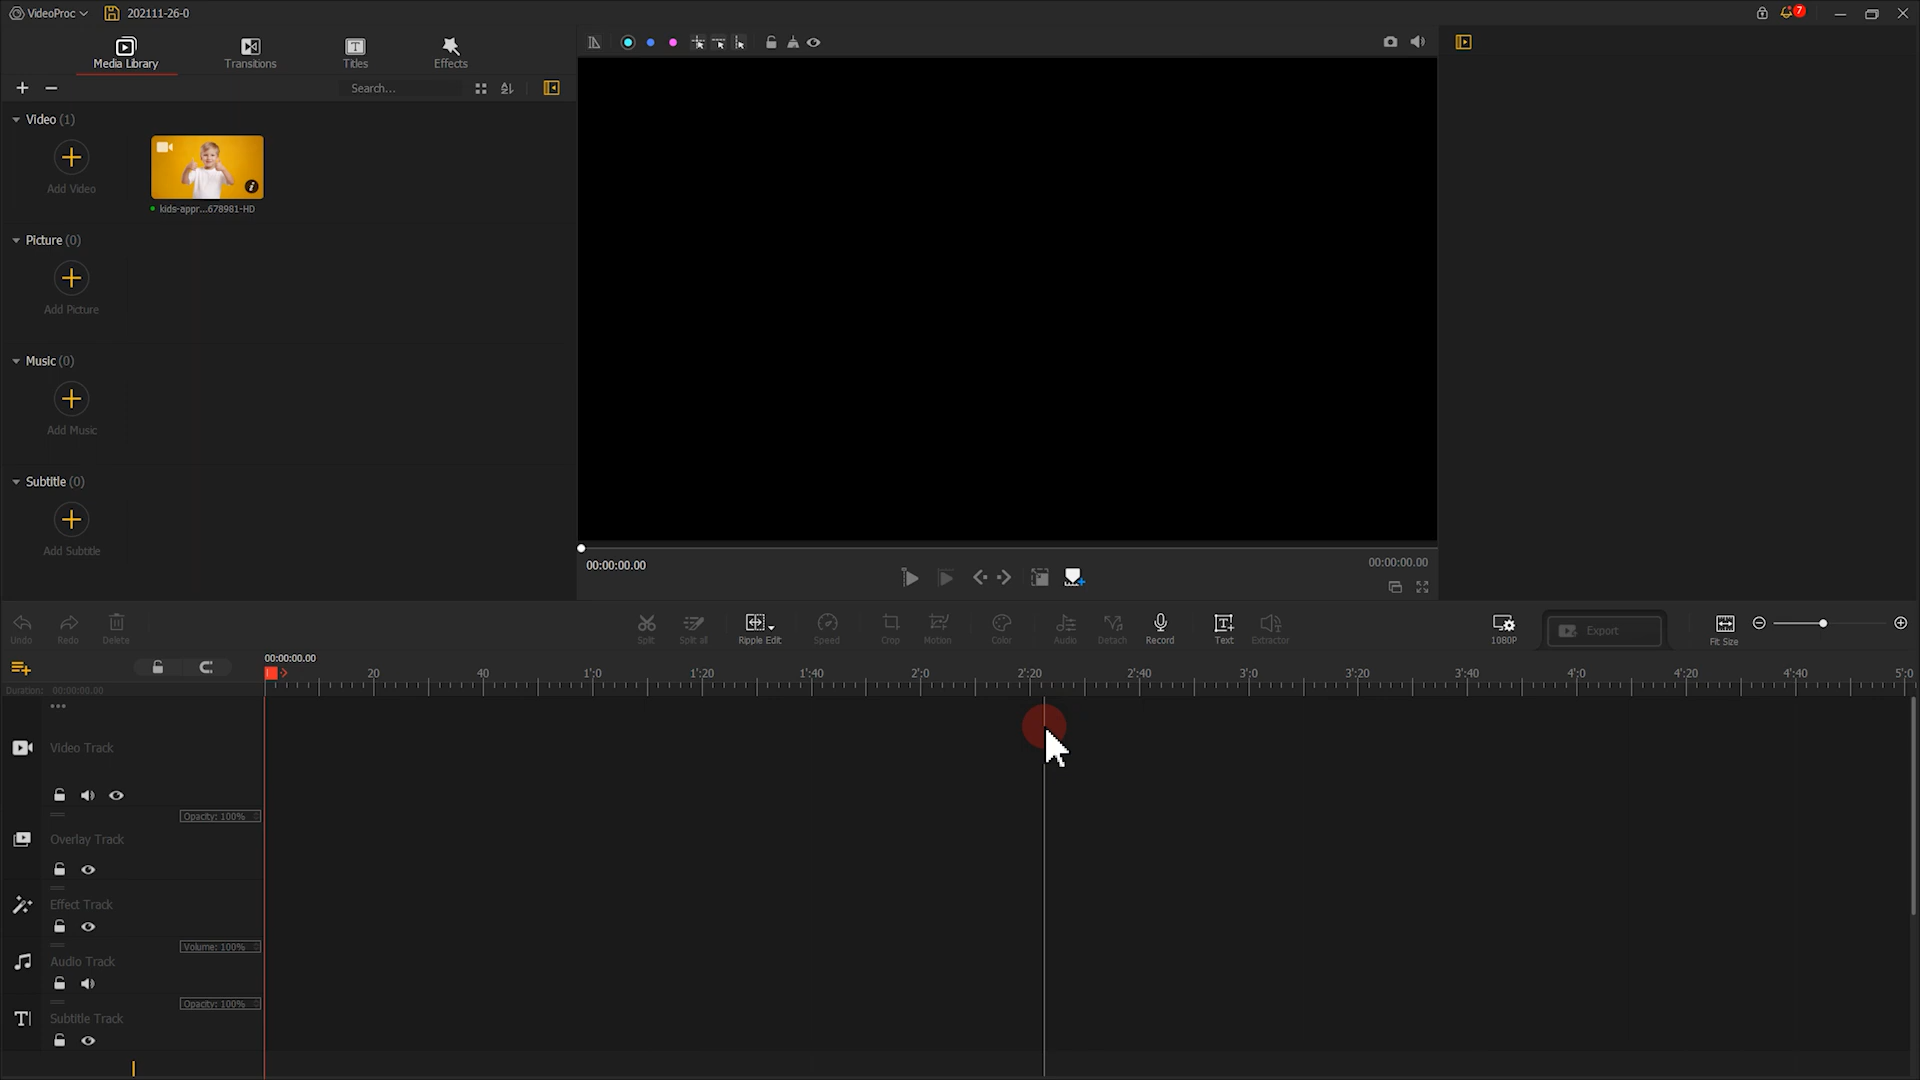 VideoProc
202111-26-0
7
Media Library
Transitions
Titles
Effects
Search...
Video (1)
Add Video
kids-appr...678981-HD
Picture (0)
Add Picture
Music (0)
Add Music
Subtitle (0)
Add Subtitle
00:00:00.00
00:00:00.00
Undo
Redo
Delete
Split
Split all
Ripple Edit
Speed
Crop
Motion
Color
Audio
Detach
Record
Text
Extractor
1080P
Export
Fit Size
00:00:00.00
20
40
1':0
1':20
1':40
2':0
2':20
2':40
3':0
3':20
3':40
4':0
4':20
4':40
5':0
Duration: 00:00:00.00
Video Track
Opacity: 100%
Overlay Track
Effect Track
Volume: 100%
Audio Track
Opacity: 100%
Subtitle Track